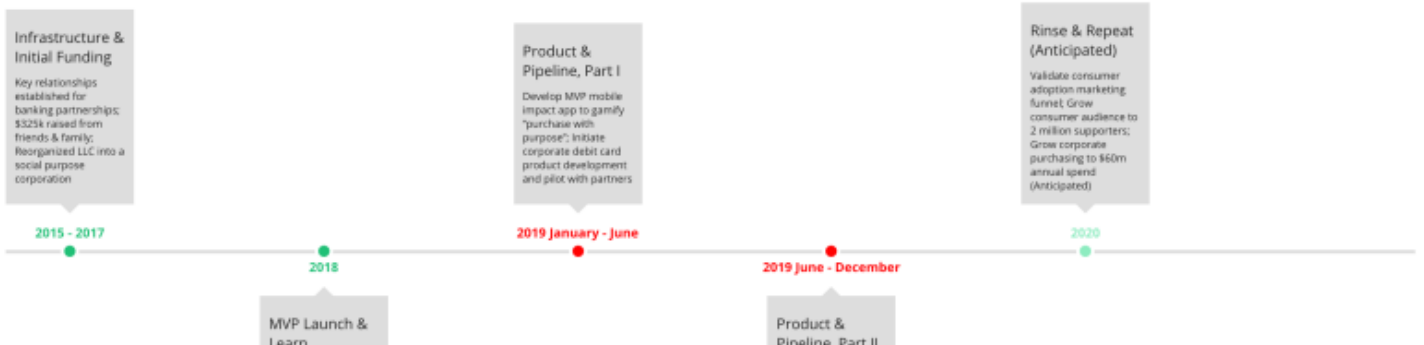 Infrastructure &
Initial Funding
Key relationships
established for
banking partnerships;
$325k raised from
friends & family;
Reorganized LLC into a
social purpose
corporation
2015 - 2017
2018
MVP Launch &
Learn
Product &
Pipeline, Part I
Develop MVP mobile
impact app to gamify
"purchase with
purpose"; Initiate
corporate debit card
product development
and pilot with partners
2019 January - June
2019 June - December
Product &
Pipeline, Part II
Rinse & Repeat
(Anticipated)
Validate consumer
adoption marketing
funnel; Grow
consumer audience to
2 million supporters;
Grow corporate
purchasing to $60m
annual spend
(Anticipated)
2020